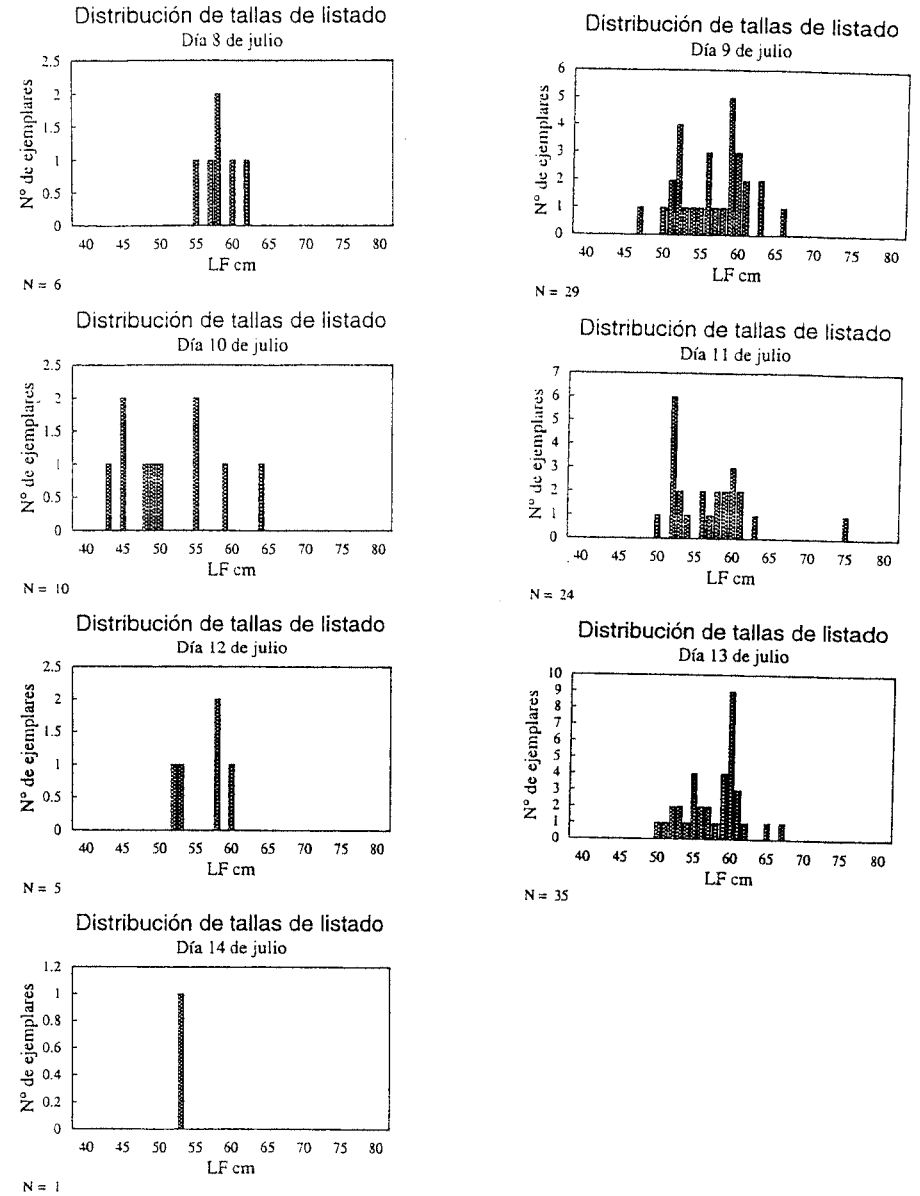 Distribución de tallas de listado
Día 8 de julio
2.5
2
1.5
1
0.5
0
Nº de ejemplares
40 45 50 55 60 65 70 75 80
LF cm
N = 6
Distribución de tallas de listado
Día 9 de julio
6
5
4
3
2
1
0
Nº de ejemplares
40 45 50 55 60 65 70 75 80
LF cm
N = 29
Distribución de tallas de listado
Día 10 de julio
2.5
2
1.5
1
0.5
0
Nº de ejemplares
40 45 50 55 60 65 70 75 80
LF cm
N = 10
Distribución de tallas de listado
Día 11 de julio
7
6
5
4
3
2
1
0
Nº de ejemplares
40 45 50 55 60 65 70 75 80
LF cm
N = 24
Distribución de tallas de listado
Día 12 de julio
2.5
2
1.5
1
0.5
0
Nº de ejemplares
40 45 50 55 60 65 70 75 80
LF cm
N = 5
Distribución de tallas de listado
Día 13 de julio
10
9
8
7
6
5
4
3
2
1
0
Nº de ejemplares
40 45 50 55 60 65 70 75 80
LF cm
N = 35
Distribución de tallas de listado
Día 14 de julio
1.2
1
0.8
0.6
0.4
0.2
0
Nº de ejemplares
40 45 50 55 60 65 70 75 80
LF cm
N = 1